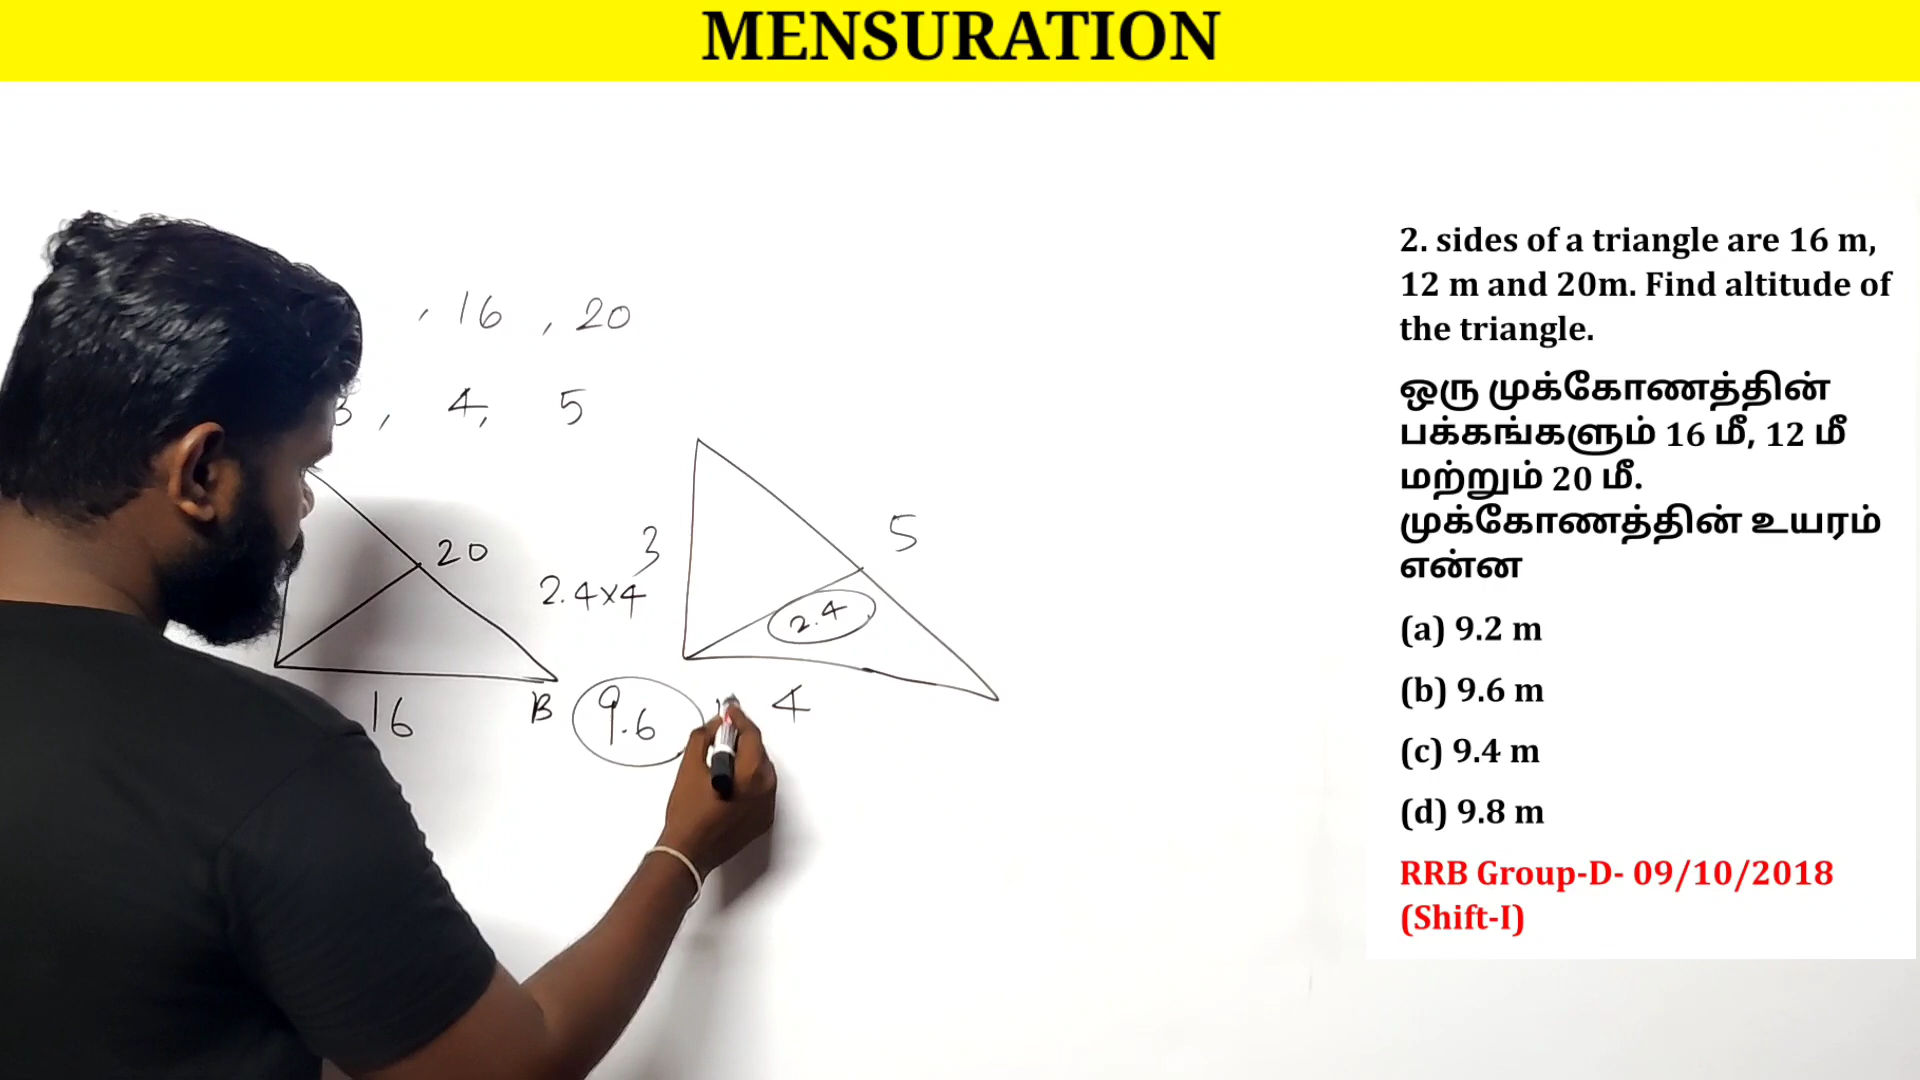 MENSURATION
, 16 , 20
3 , 4, 5
20
16
B
3
5
2.4×4
2.4
4
9.6
2. sides of a triangle are 16 m,
12 m and 20m. Find altitude of
the triangle.
ஒரு முக்கோணத்தின்
பக்கங்களும் 16 மீ, 12 மீ
மற்றும் 20 மீ.
முக்கோணத்தின் உயரம்
என்ன
(a) 9.2 m
(b) 9.6 m
(c) 9.4 m
(d) 9.8 m
RRB Group-D- 09/10/2018
(Shift-I)